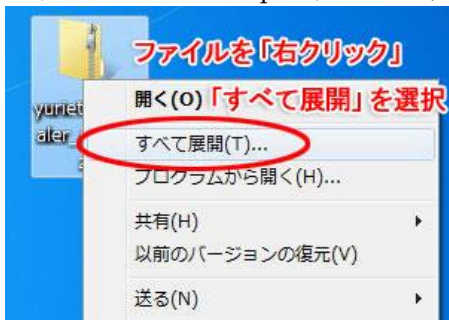 ファイルを「右クリック」
開く(O)「すべて展開」を選択
すべて展開(T)...
プログラムから開く(H)...
共有(H)
以前のバージョンの復元(V)
送る(N)